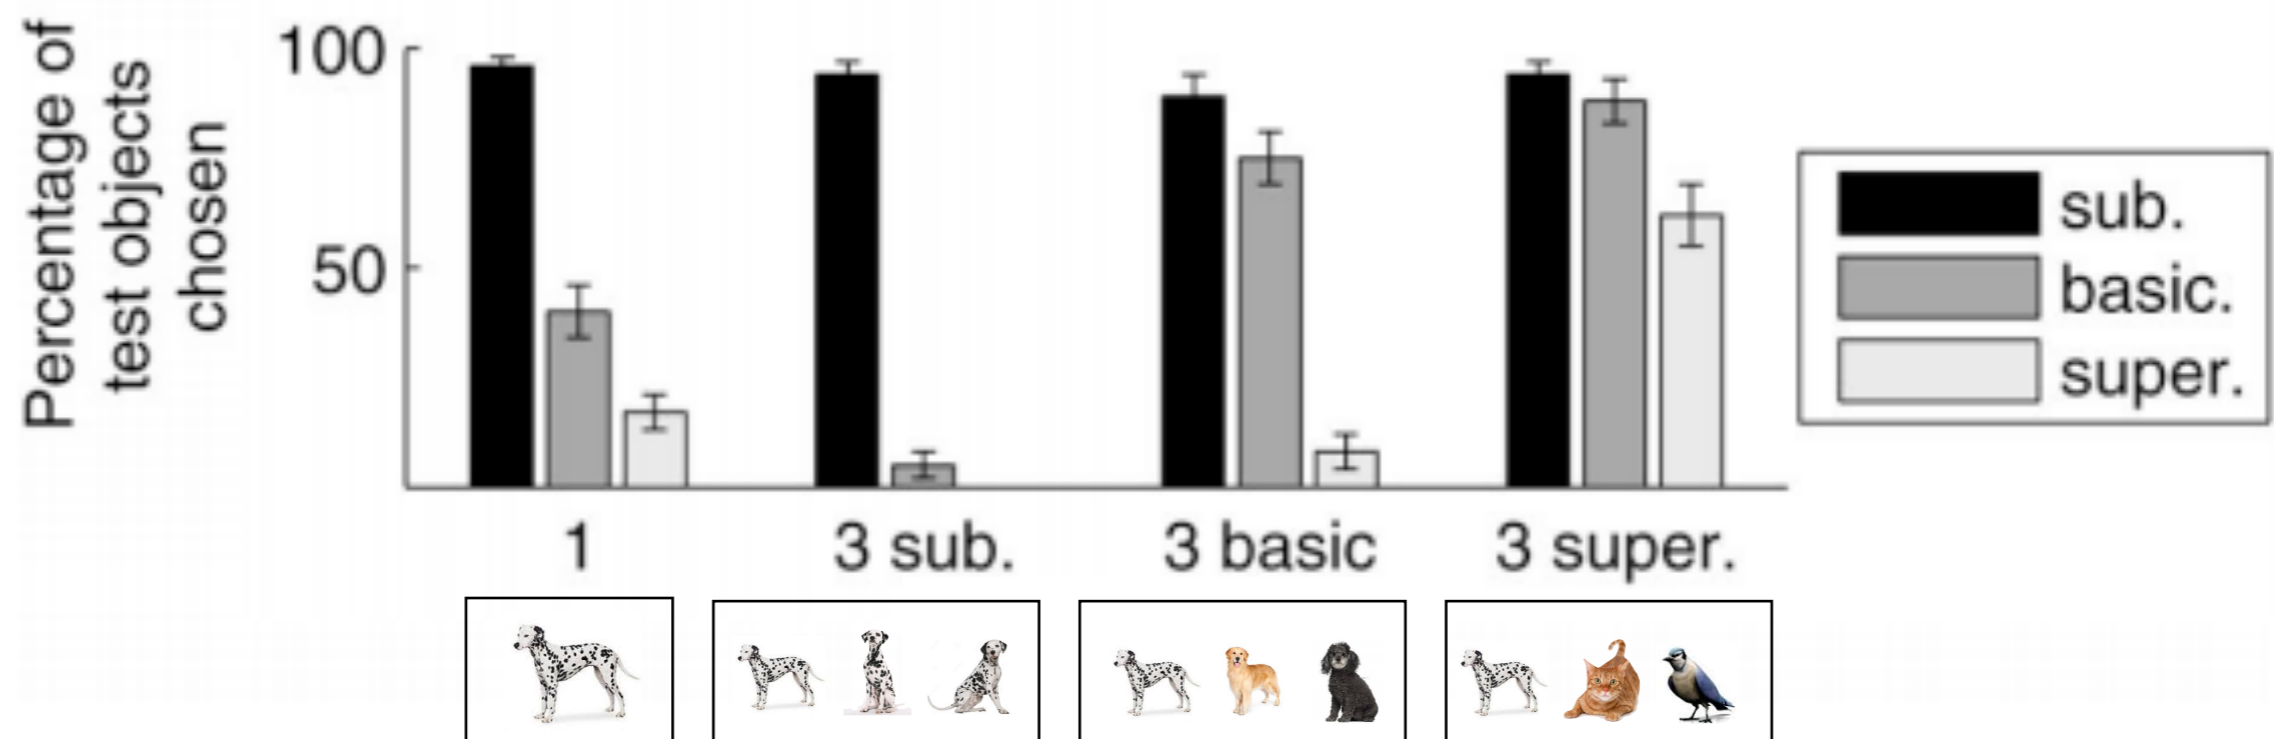 Percentage of
test objects
chosen
100
50
1
3 sub.
3 basic
3 super.
sub.
basic.
super.